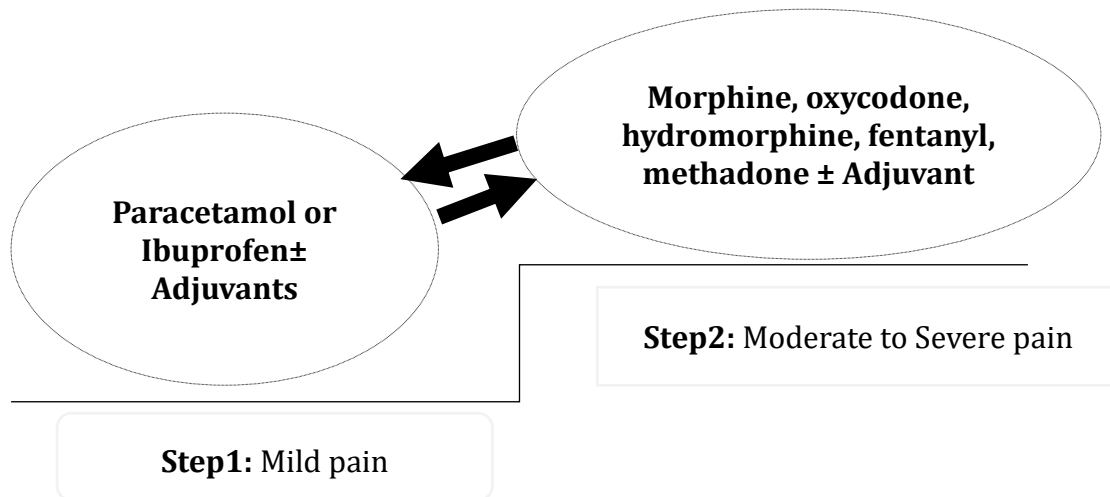 Morphine, oxycodone,
hydromorphine, fentanyl,
methadone ± Adjuvant
Paracetamol or
Ibuprofen±
Adjuvants
Step2: Moderate to Severe pain
Step1: Mild pain